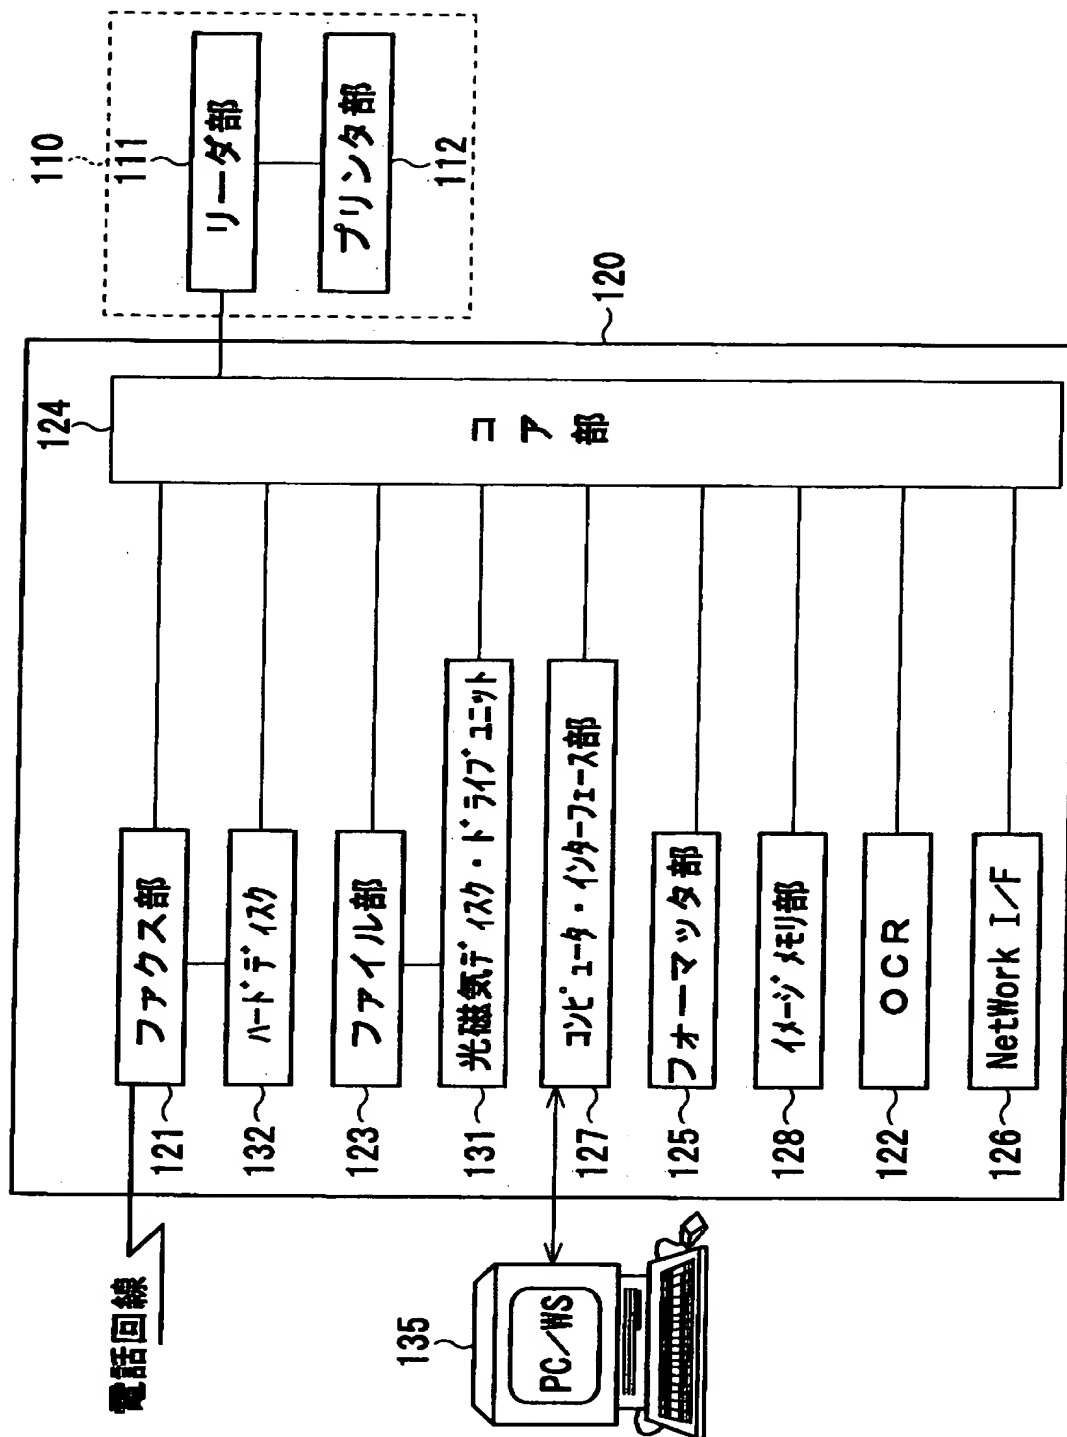 電話回線
135
PC/WS
120
121
ファクス部
132
ハードディスク
123
ファイル部
131
光磁気ディスク・ドライブユニット
127
コンピュータ・インターフェース部
125
フォーマッタ部
128
イメージメモリ部
122
OCR
126
NetWork I/F
124
コア部
110
111
リーダ部
プリンタ部
112